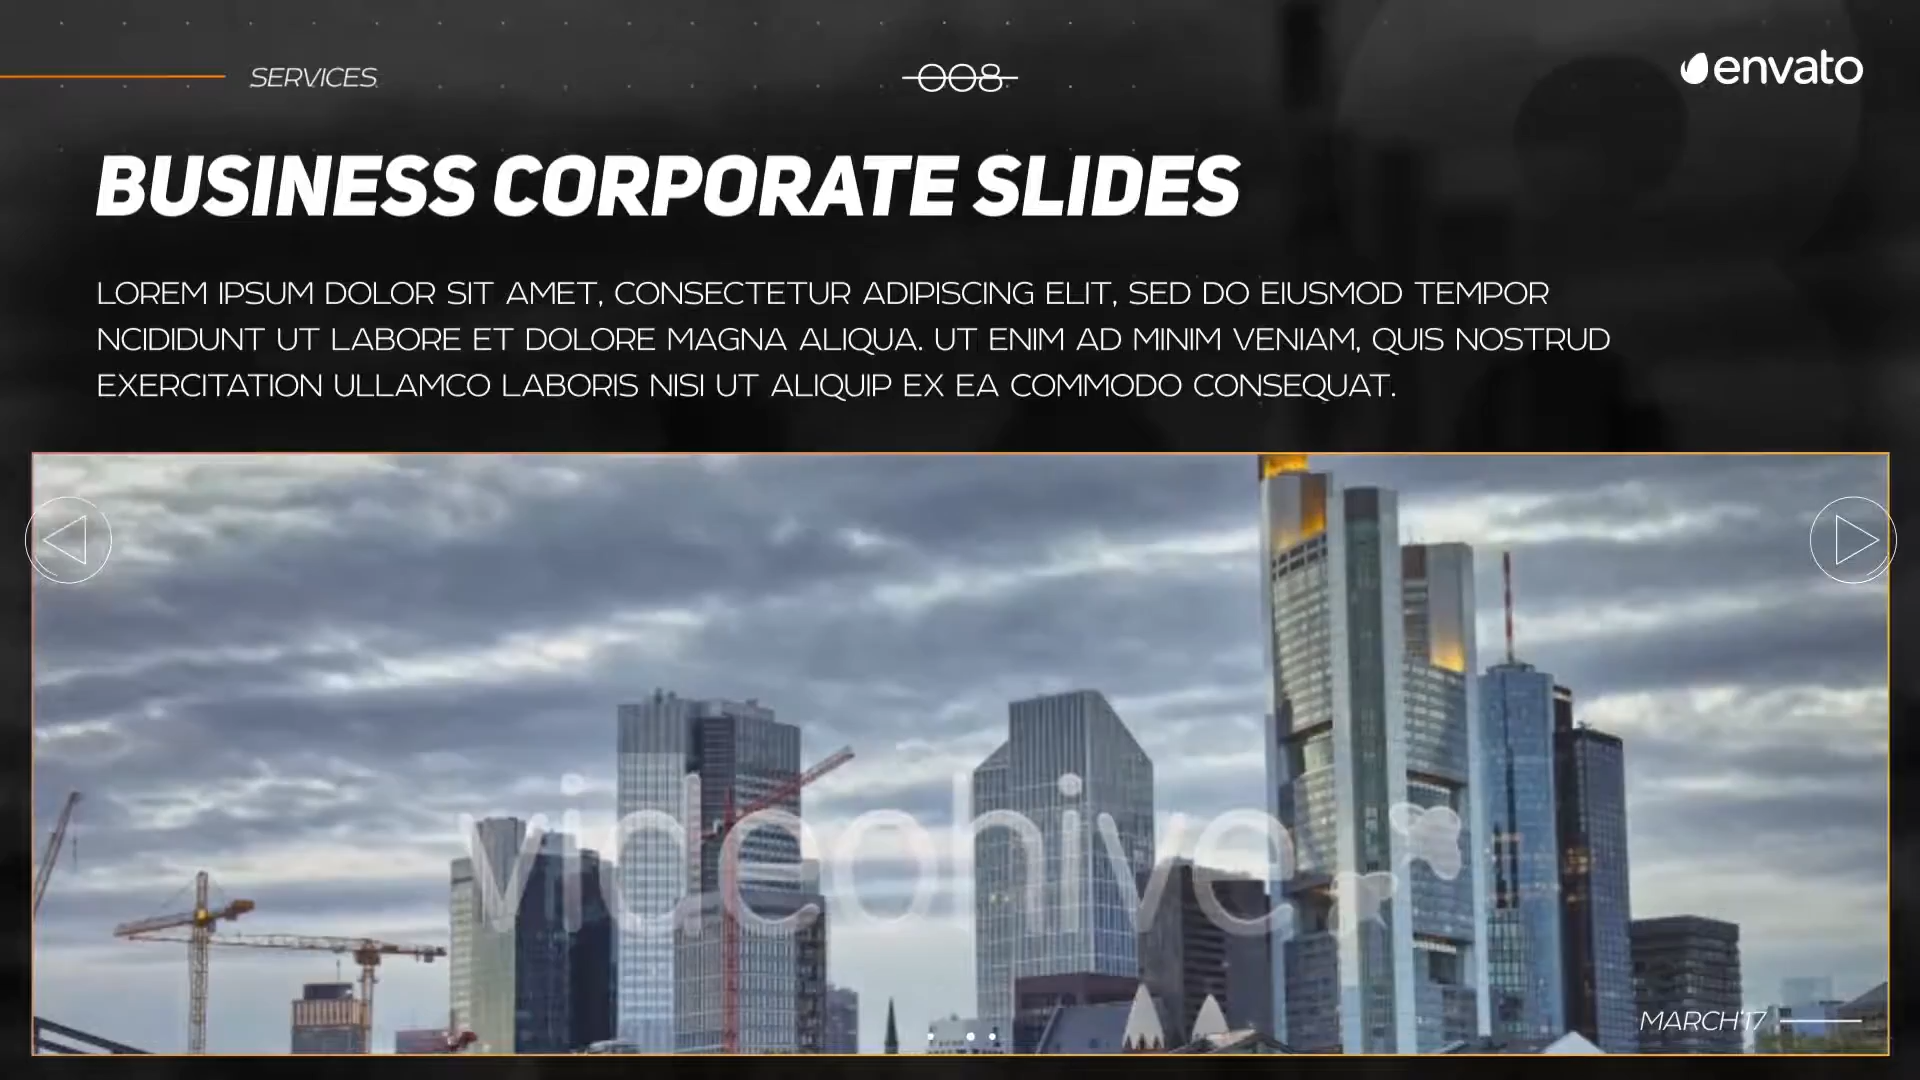 SERVICES
008
envato
BUSINESS CORPORATE SLIDES
LOREM IPSUM DOLOR SIT AMET, CONSECTETUR ADIPISCING ELIT, SED DO EIUSMOD TEMPOR
NCIDIDUNT UT LABORE ET DOLORE MAGNA ALIQUA. UT ENIM AD MINIM VENIAM, QUIS NOSTRUD
EXERCITATION ULLAMCO LABORIS NISI UT ALIQUIP EX EA COMMODO CONSEQUAT.
videohive
MARCH'17